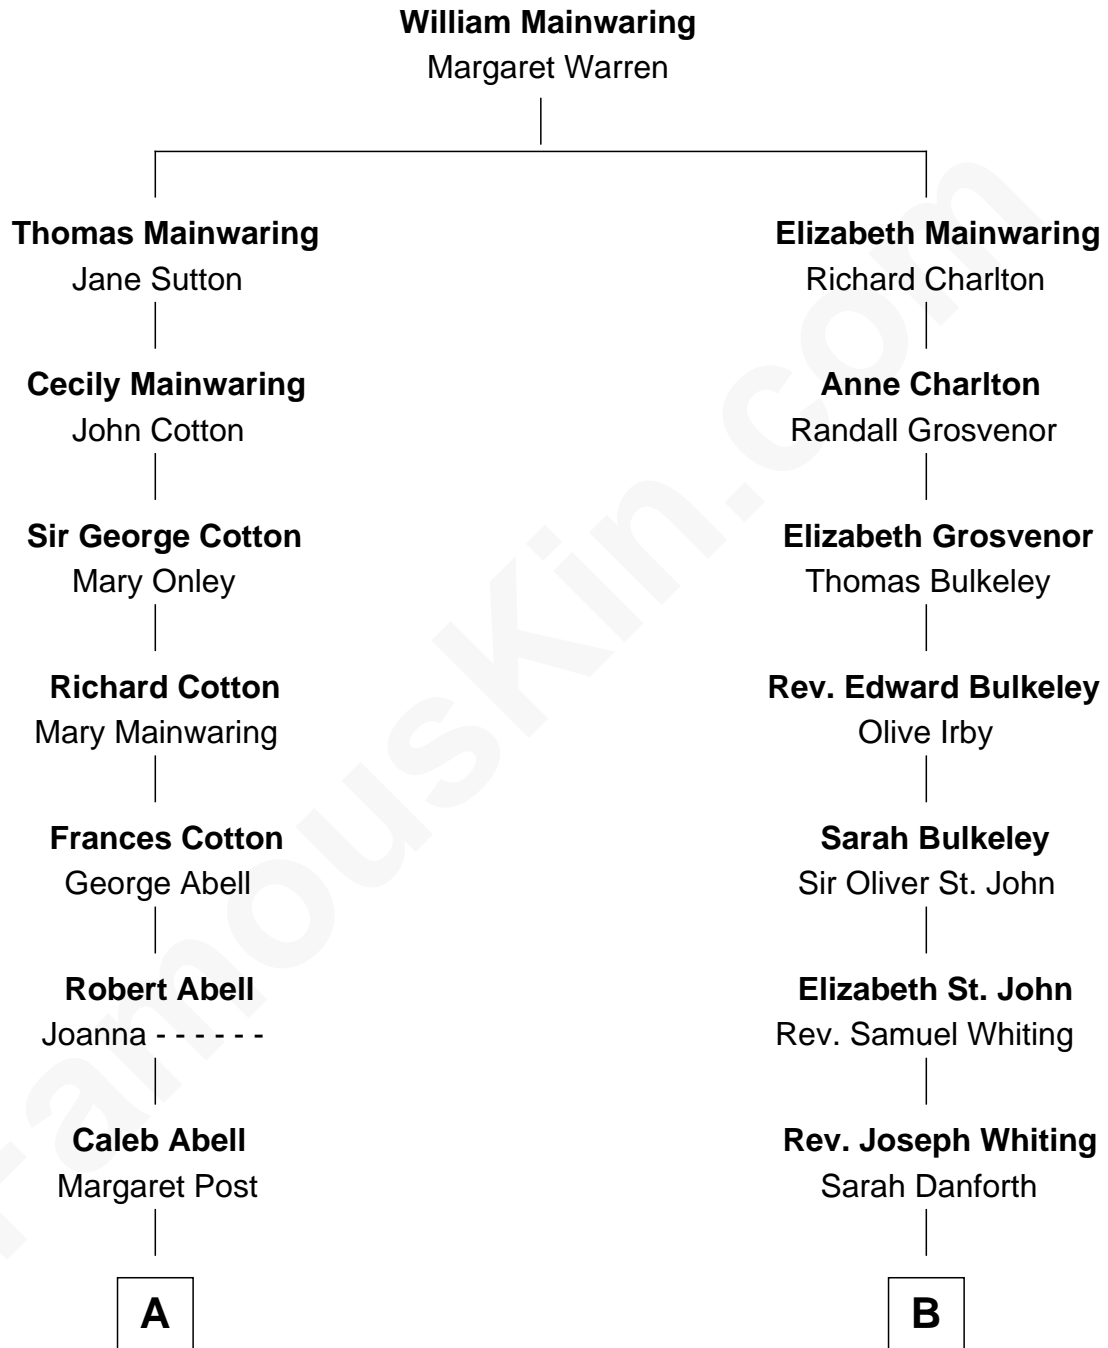 William Mainwaring
Margaret Warren
Thomas Mainwaring
Jane Sutton
Cecily Mainwaring
John Cotton
Sir George Cotton
Mary Onley
Richard Cotton
Mary Mainwaring
Frances Cotton
George Abell
Robert Abell
Joanna - - - - - -
Caleb Abell
Margaret Post
A
Elizabeth Mainwaring
Richard Charlton
Anne Charlton
Randall Grosvenor
Elizabeth Grosvenor
Thomas Bulkeley
Rev. Edward Bulkeley
Olive Irby
Sarah Bulkeley
Sir Oliver St. John
Elizabeth St. John
Rev. Samuel Whiting
Rev. Joseph Whiting
Sarah Danforth
B
FamousKin.com